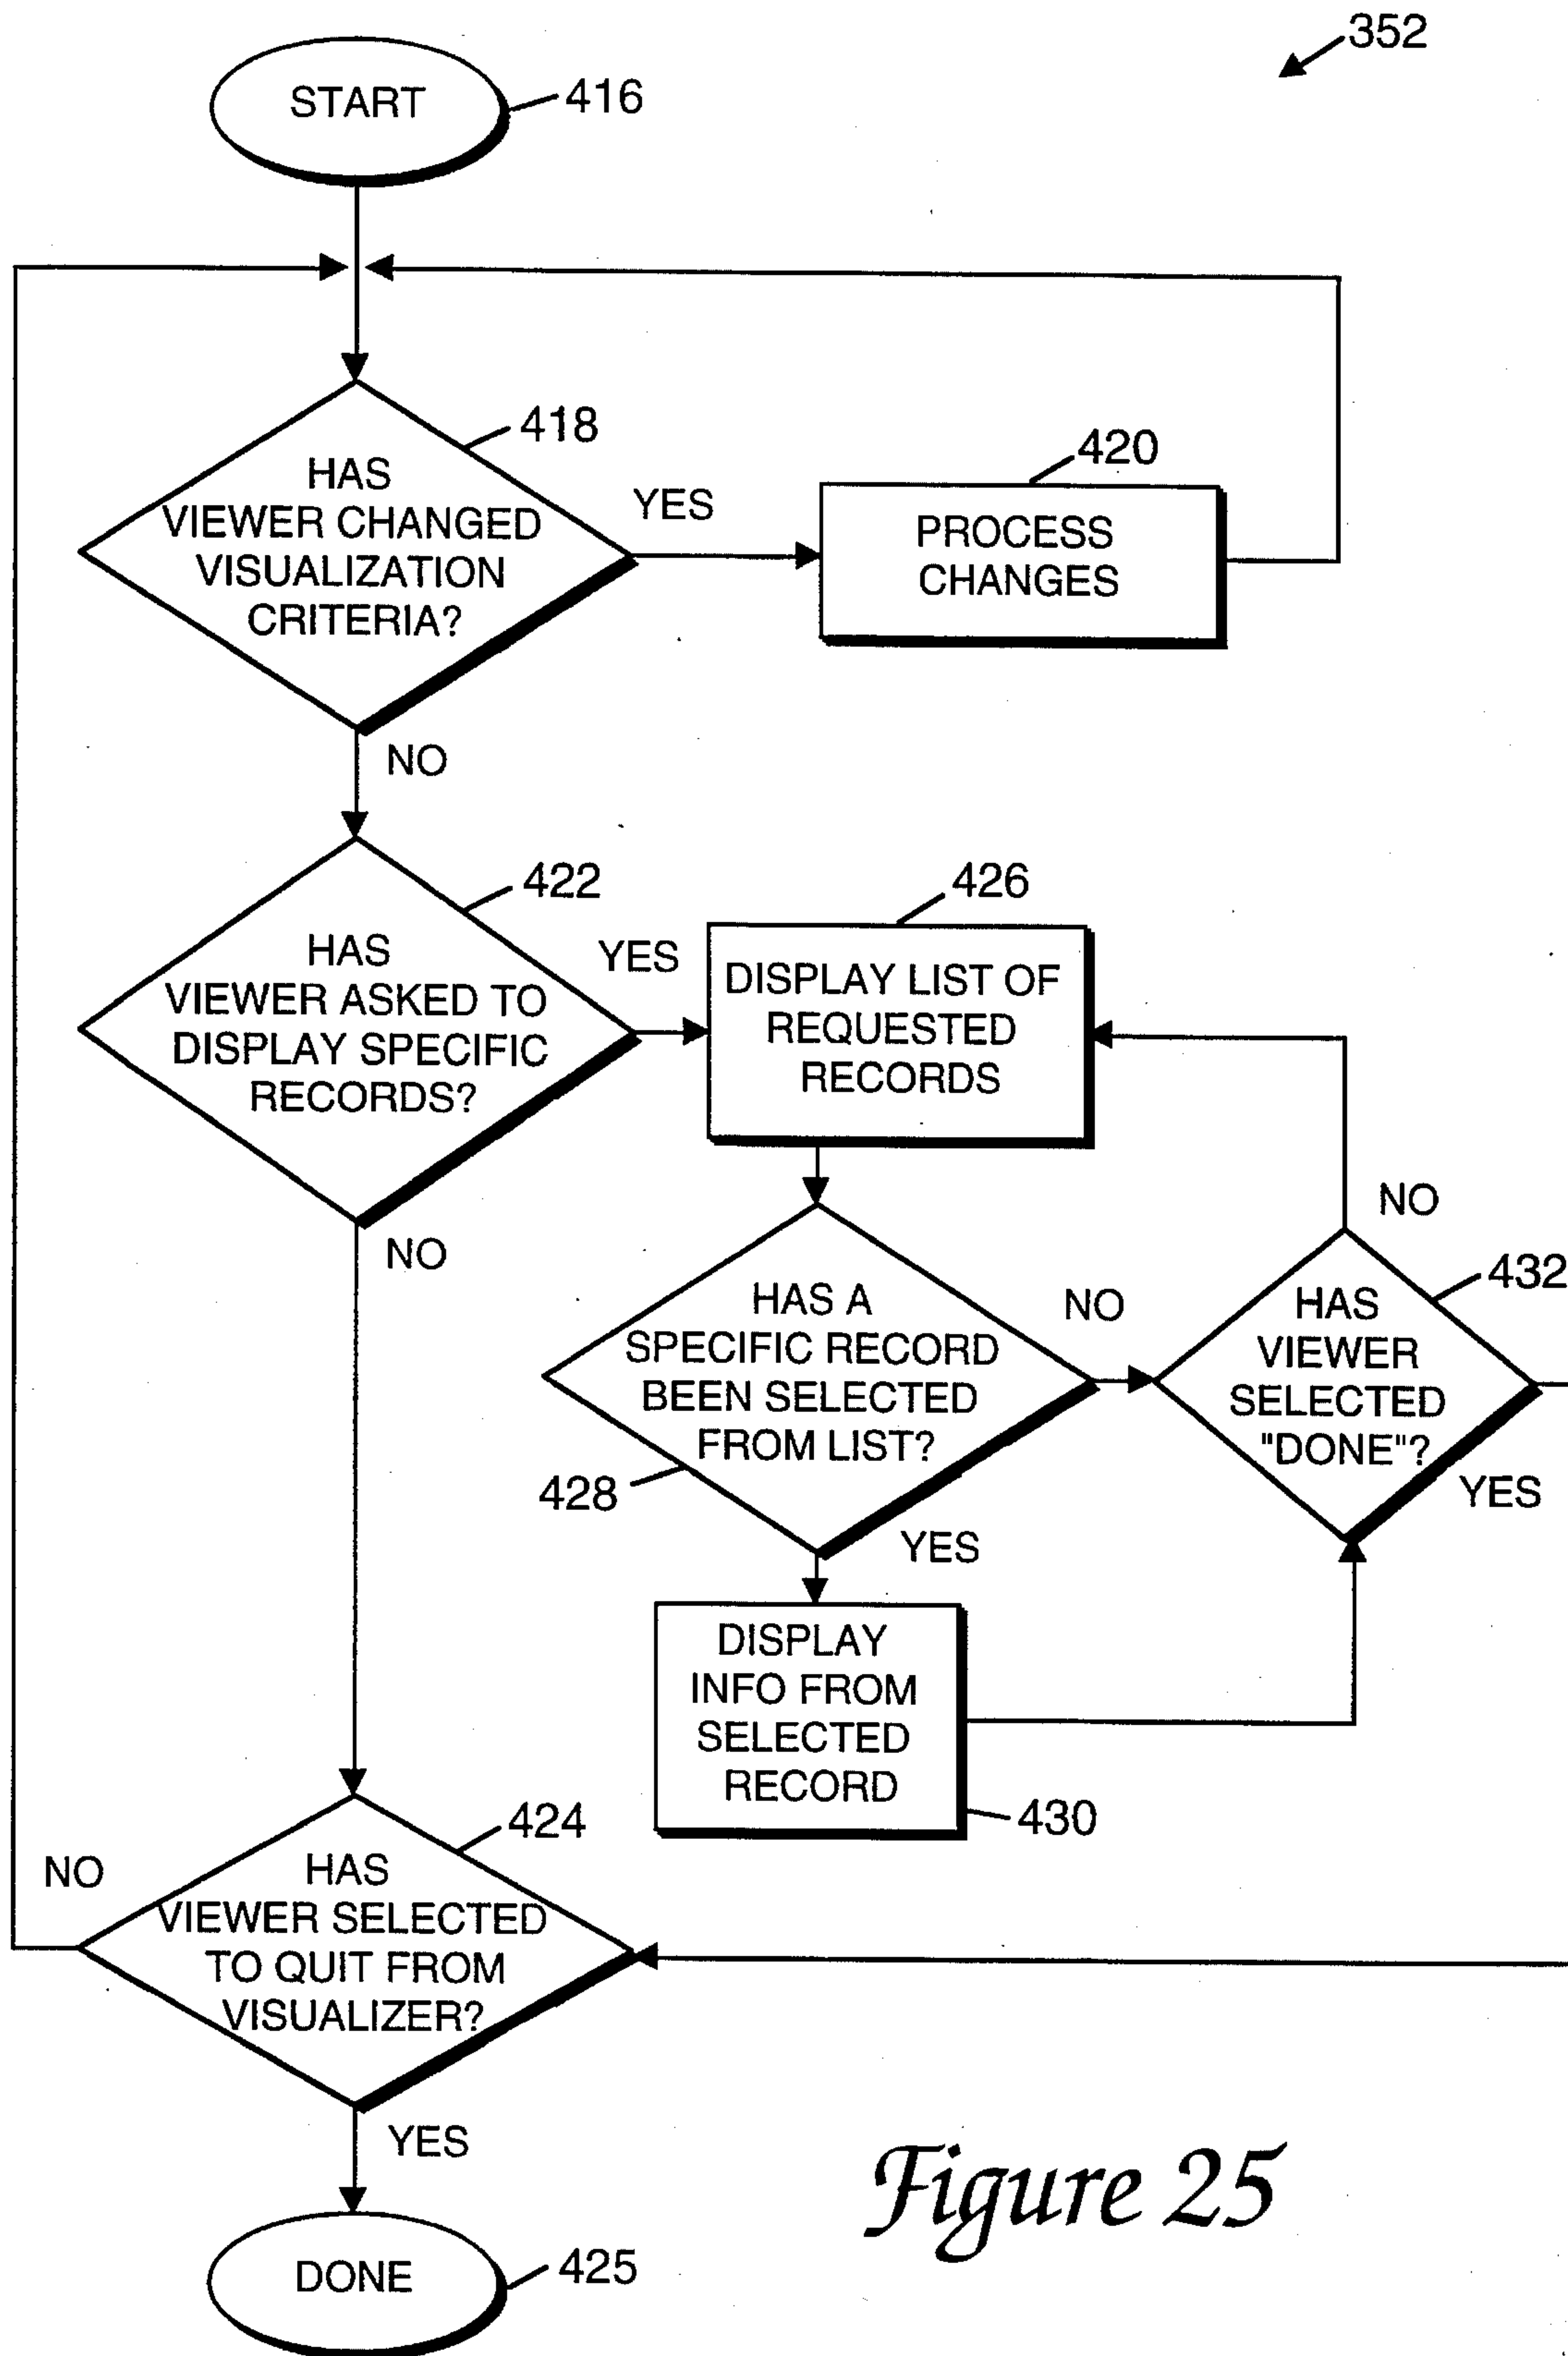 352
START
416
418
HAS
VIEWER CHANGED
VISUALIZATION
CRITERIA?
YES
420
PROCESS
CHANGES
NO
422
HAS
VIEWER ASKED TO
DISPLAY SPECIFIC
RECORDS?
YES
426
DISPLAY LIST OF
REQUESTED
RECORDS
NO
NO
432
HAS
VIEWER
SELECTED
"DONE"?
YES
HAS A
SPECIFIC RECORD
BEEN SELECTED
FROM LIST?
NO
428
YES
DISPLAY
INFO FROM
SELECTED
RECORD
430
424
HAS
VIEWER SELECTED
TO QUIT FROM
VISUALIZER?
NO
YES
DONE
425
Figure 25